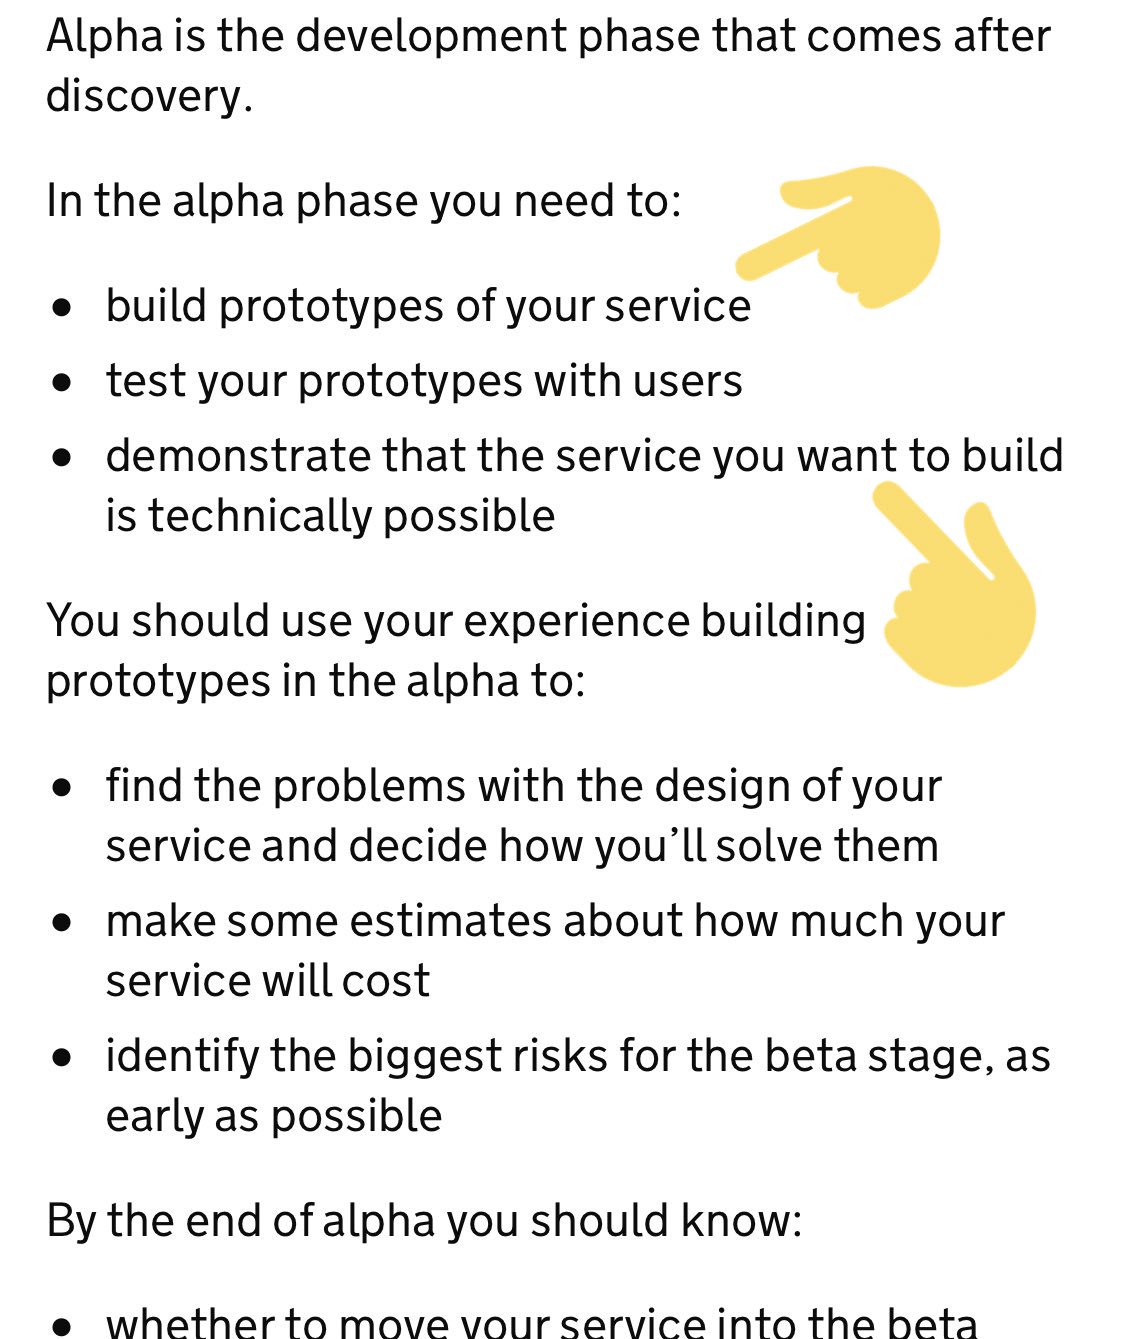 Alpha is the development phase that comes after
discovery.
In the alpha phase you need to:
• build prototypes of your service
• test your prototypes with users
• demonstrate that the service you want to build
is technically possible
You should use your experience building
prototypes in the alpha to:
• find the problems with the design of your
service and decide how you’ll solve them
• make some estimates about how much your
service will cost
• identify the biggest risks for the beta stage, as
early as possible
By the end of alpha you should know:
• whether to move your service into the beta